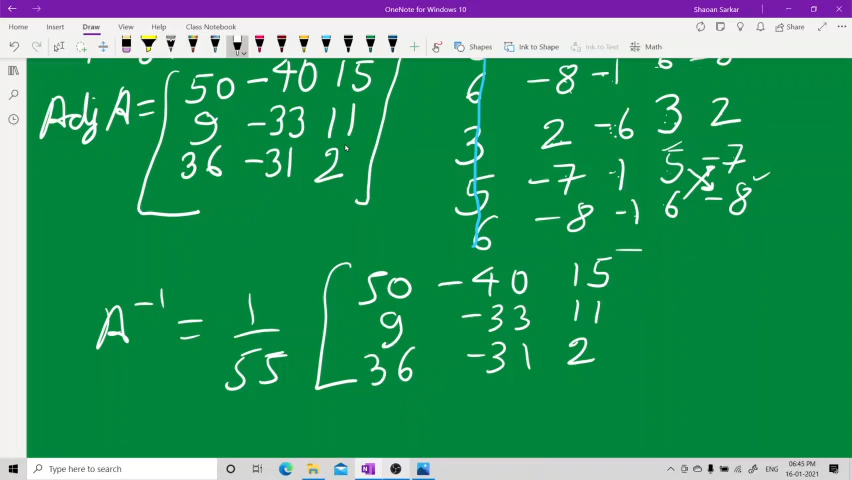 OneNote for Windows 10
Shaoan Sarkar
Home Insert Draw View Help Class Notebook
Share
Shapes Ink to Shape Ink to Text Math
Adj A =
50 -40 15
9 -33 11
36 -31 2
6 -8 -1
3 2 -6 3 2
5 -7 -1 5 -7
6 -8 -1 6 -8
A⁻¹ = 1/55
50 -40 15
9 -33 11
36 -31 2
Type here to search
ENG
06:45 PM
16-01-2021